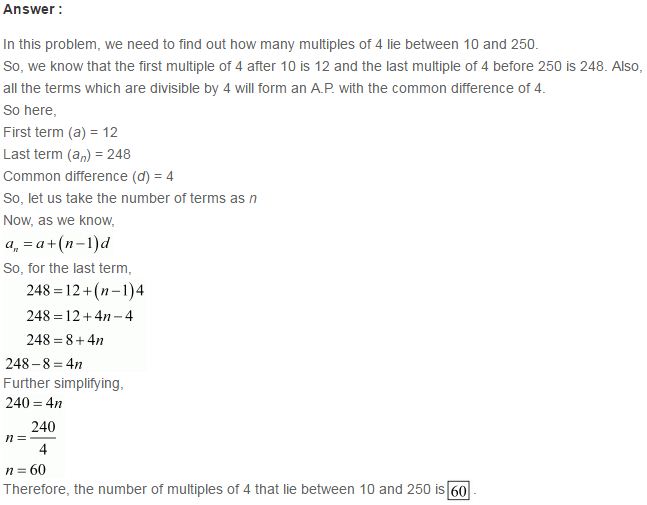 Answer :
In this problem, we need to find out how many multiples of 4 lie between 10 and 250.
So, we know that the first multiple of 4 after 10 is 12 and the last multiple of 4 before 250 is 248. Also,
all the terms which are divisible by 4 will form an A.P. with the common difference of 4.
So here,
First term (a) = 12
Last term (aₙ) = 248
Common difference (d) = 4
So, let us take the number of terms as n
Now, as we know,
aₙ = a + (n − 1)d
So, for the last term,
248 = 12 + (n − 1)4
248 = 12 + 4n − 4
248 = 8 + 4n
248 − 8 = 4n
Further simplifying,
240 = 4n
n = 240/4
n = 60
Therefore, the number of multiples of 4 that lie between 10 and 250 is 60 .